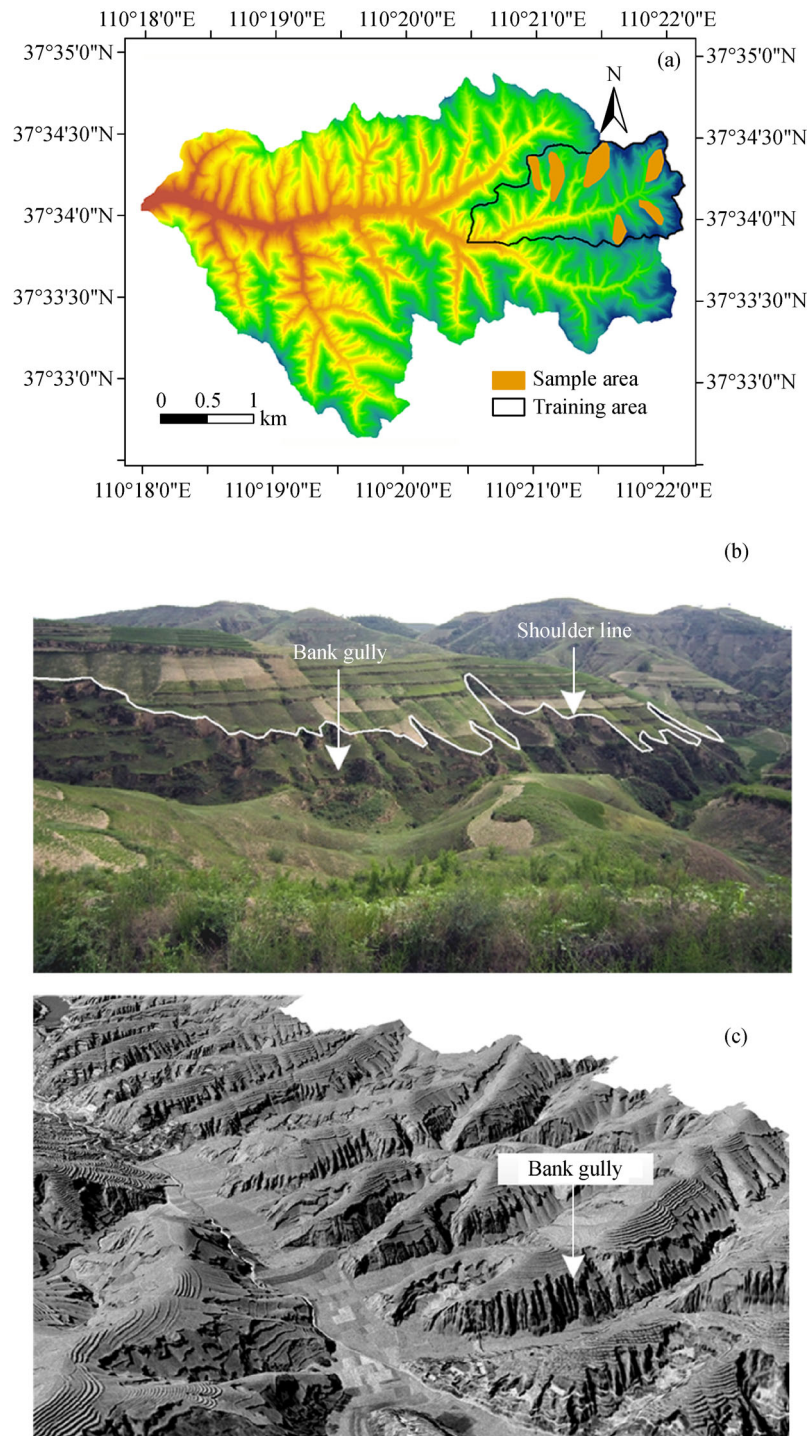 110°18'0"E 110°19'0"E 110°20'0"E 110°21'0"E 110°22'0"E
37°35'0"N 37°35'0"N
(a)
N
37°34'30"N 37°34'30"N
37°34'0"N 37°34'0"N
37°33'30"N 37°33'30"N
37°33'0"N 37°33'0"N
Sample area
Training area
0 0.5 1
km
110°18'0"E 110°19'0"E 110°20'0"E 110°21'0"E 110°22'0"E
(b)
Shoulder line
Bank gully
(c)
Bank gully